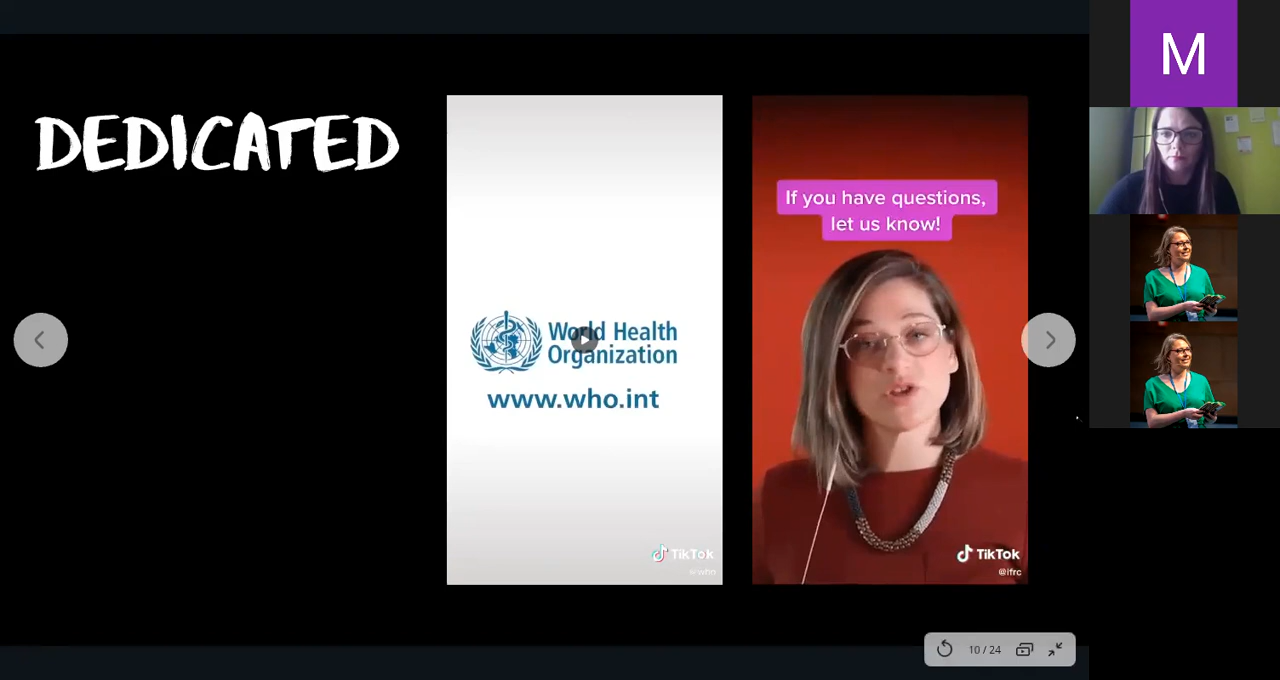 DEDICATED
World Health
Organization
www.who.int
TikTok
@who
If you have questions,
let us know!
TikTok
@ifrc
10 / 24
M